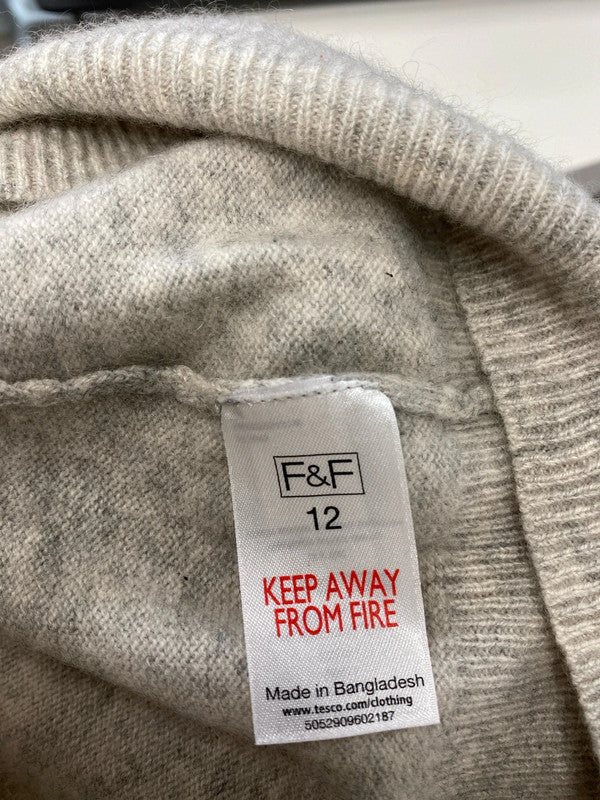 F&F
12
KEEP AWAY
FROM FIRE
Made in Bangladesh
www.tesco.com/clothing
5052909602187